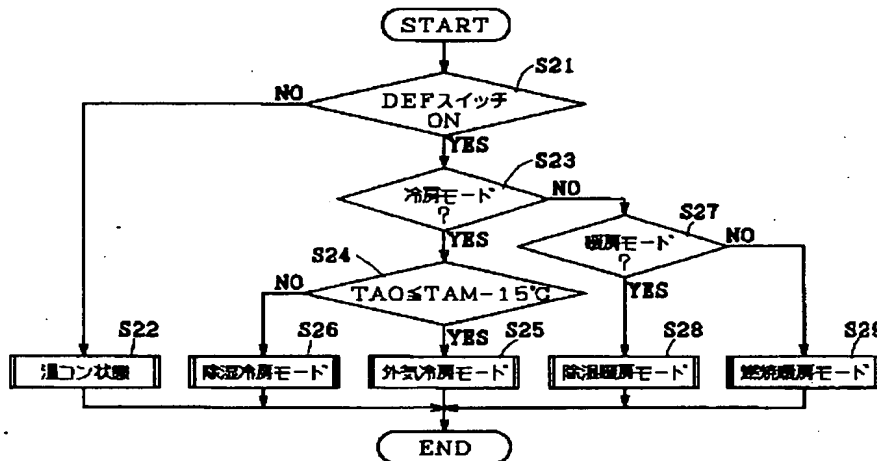 START
S21
NO
DEFスイッチ
ON
YES
S23
冷房モード
?
NO
S27
YES
暖房モード
?
NO
S24
NO
TAO≦TAM-15℃
YES
YES
S22
S26
S25
S28
S29
温コン状態
除湿冷房モード
外気冷房モード
除湿暖房モード
燃焼暖房モード
END